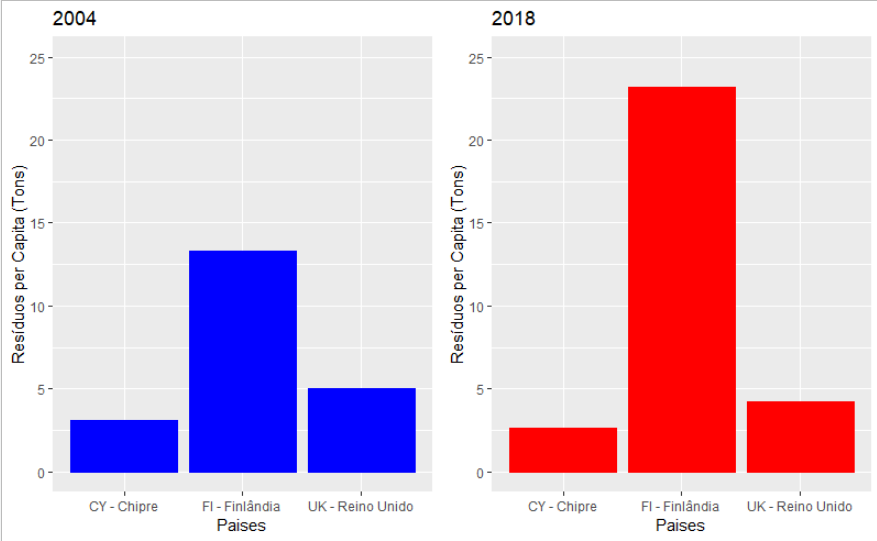 2004
25
20
15
10
5
0
Resíduos per Capita (Tons)
CY - Chipre
FI - Finlândia
UK - Reino Unido
Paises
2018
25
20
15
10
5
0
Resíduos per Capita (Tons)
CY - Chipre
FI - Finlândia
UK - Reino Unido
Paises